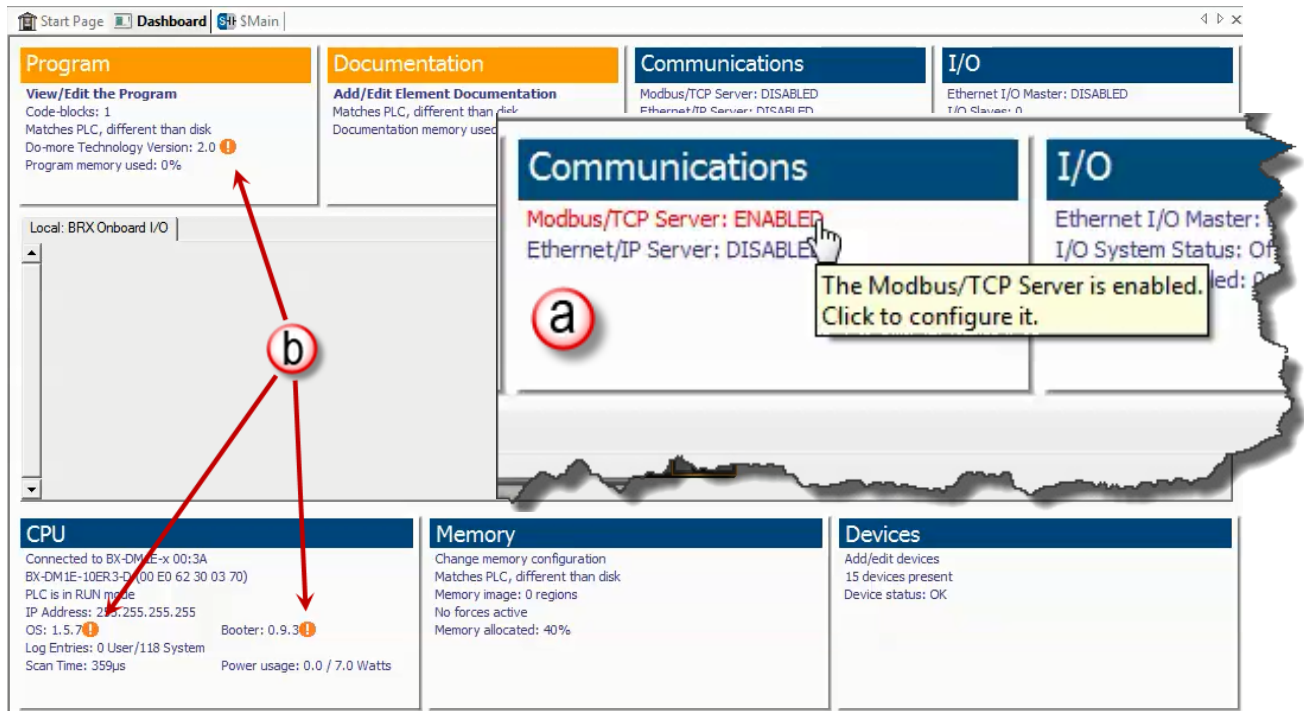 Start Page Dashboard $Main
Program
View/Edit the Program
Code-blocks: 1
Matches PLC, different than disk
Do-more Technology Version: 2.0
Program memory used: 0%
Documentation
Add/Edit Element Documentation
Matches PLC, different than disk
Documentation memory used
Communications
Modbus/TCP Server: DISABLED
Ethernet/IP Server: DISABLED
I/O
Ethernet I/O Master: DISABLED
I/O Slaves: 0
Communications
Modbus/TCP Server: ENABLED
Ethernet/IP Server: DISABLED
The Modbus/TCP Server is enabled.
Click to configure it.
a
I/O
Ethernet I/O Master:
I/O System Status:
Local: BRX Onboard I/O
b
CPU
Connected to BX-DM1E-x 00:3A
BX-DM1E-10ER3-D (00 E0 62 30 03 70)
PLC is in RUN mode
IP Address: 255.255.255.255
OS: 1.5.7 Booter: 0.9.3
Log Entries: 0 User/118 System
Scan Time: 359µs Power usage: 0.0 / 7.0 Watts
Memory
Change memory configuration
Matches PLC, different than disk
Memory image: 0 regions
No forces active
Memory allocated: 40%
Devices
Add/edit devices
15 devices present
Device status: OK